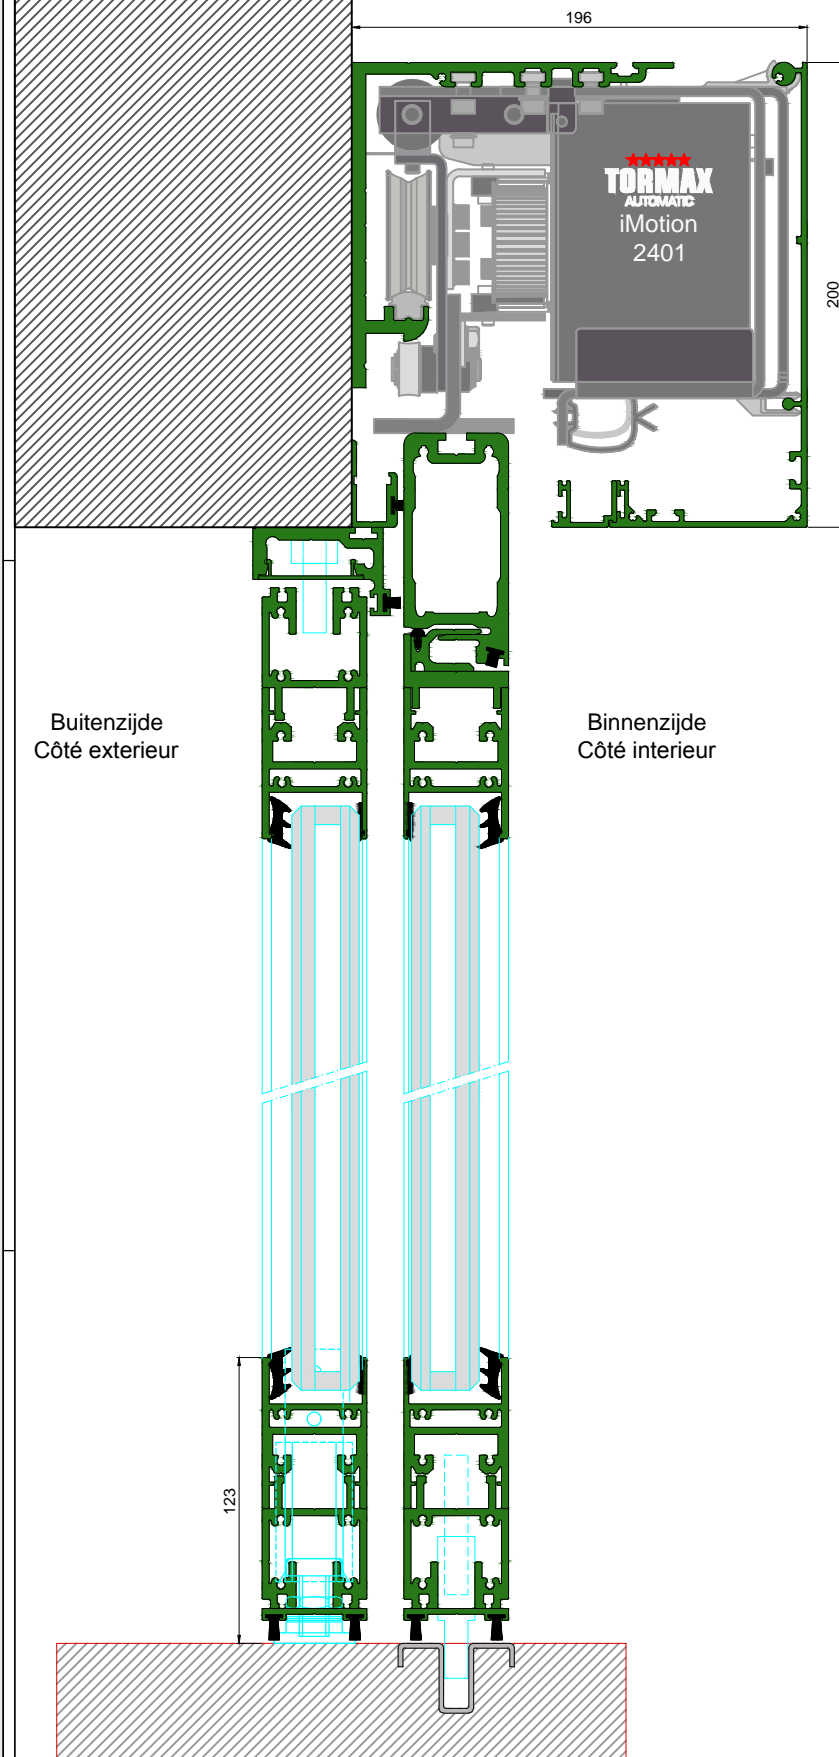 196
TORMAX
AUTOMATIC
iMotion
2401
200
Buitenzijde
Côté exterieur
Binnenzijde
Côté interieur
123